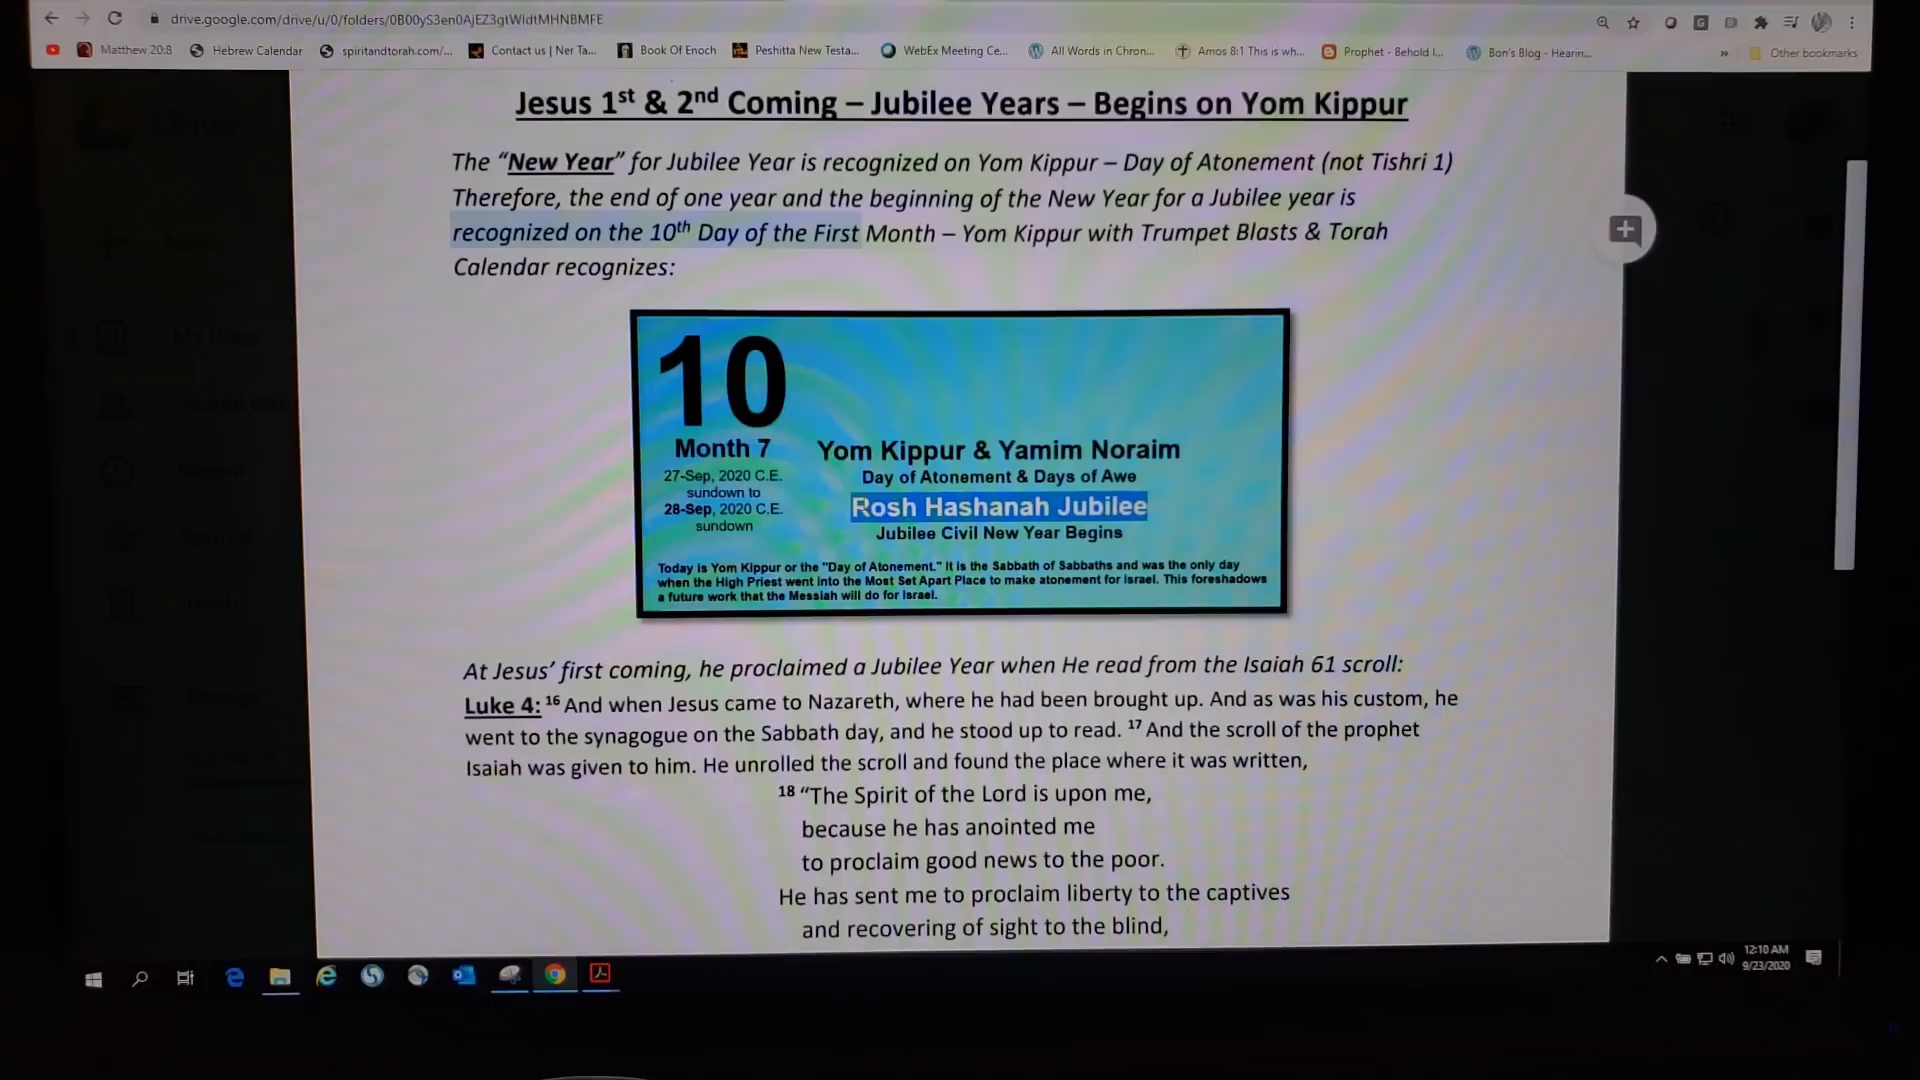 drive.google.com/drive/u/0/folders/0B00yS3en0AjEZ3gtWldtMHNBMFE
Matthew 20:8 Hebrew Calendar spiritandtorah.com/... Contact us | Ner Ta... Book Of Enoch Peshitta New Testa... WebEx Meeting Ce... All Words in Chron... Amos 8:1 This is wh... Prophet - Behold I... Bon's Blog - Hearin... » Other bookmarks
Jesus 1st & 2nd Coming – Jubilee Years – Begins on Yom Kippur
The “New Year” for Jubilee Year is recognized on Yom Kippur – Day of Atonement (not Tishri 1)
Therefore, the end of one year and the beginning of the New Year for a Jubilee year is
recognized on the 10th Day of the First Month – Yom Kippur with Trumpet Blasts & Torah
Calendar recognizes:
10
Month 7
27-Sep, 2020 C.E.
sundown to
28-Sep, 2020 C.E.
sundown
Yom Kippur & Yamim Noraim
Day of Atonement & Days of Awe
Rosh Hashanah Jubilee
Jubilee Civil New Year Begins
Today is Yom Kippur or the "Day of Atonement." It is the Sabbath of Sabbaths and was the only day
when the High Priest went into the Most Set Apart Place to make atonement for Israel. This foreshadows
a future work that the Messiah will do for Israel.
At Jesus’ first coming, he proclaimed a Jubilee Year when He read from the Isaiah 61 scroll:
Luke 4: 16 And when Jesus came to Nazareth, where he had been brought up. And as was his custom, he
went to the synagogue on the Sabbath day, and he stood up to read. 17 And the scroll of the prophet
Isaiah was given to him. He unrolled the scroll and found the place where it was written,
18 “The Spirit of the Lord is upon me,
because he has anointed me
to proclaim good news to the poor.
He has sent me to proclaim liberty to the captives
and recovering of sight to the blind,
12:10 AM
9/23/2020